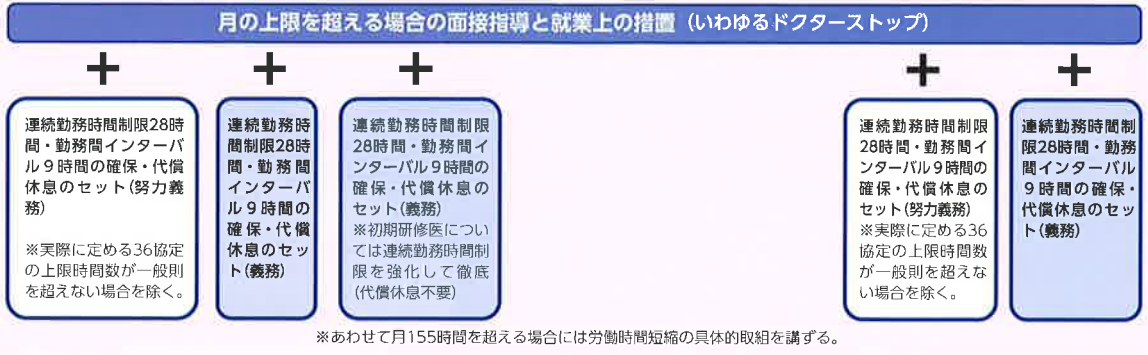 月の上限を超える場合の面接指導と就業上の措置（いわゆるドクターストップ）
＋
＋
＋
＋
＋
連続勤務時間制限28時
間・勤務間インターバ
ル９時間の確保・代償
休息のセット(努力義
務)
※実際に定める36協定
の上限時間数が一般則
を超えない場合を除く。
連続勤務時
間制限28時
間・勤務間
インターバ
ル９時間の
確保・代償
休息のセッ
ト(義務)
連続勤務時間制限
28時間・勤務間イ
ンターバル９時間の
確保・代償休息の
セット(義務)
※初期研修医につい
ては連続勤務時間制
限を強化して徹底
(代償休息不要)
連続勤務時間制限
28時間・勤務間イ
ンターバル９時間の
確保・代償休息の
セット(努力義務)
※実際に定める36
協定の上限時間数
が一般則を超えな
い場合を除く。
連続勤務時間制
限28時間・勤務
間インターバル
９時間の確保・
代償休息のセッ
ト(義務)
※あわせて月155時間を超える場合には労働時間短縮の具体的取組を講ずる。